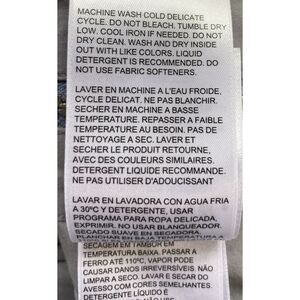 MACHINE WASH COLD DELICATE
CYCLE. DO NOT BLEACH. TUMBLE DRY
LOW. COOL IRON IF NEEDED. DO NOT
DRY CLEAN. WASH AND DRY INSIDE
OUT WITH LIKE COLORS. LIQUID
DETERGENT IS RECOMMENDED. DO
NOT USE FABRIC SOFTENERS.
LAVER EN MACHINE A L'EAU FROIDE,
CYCLE DELICAT. NE PAS BLANCHIR.
SECHER EN MACHINE A BASSE
TEMPERATURE. REPASSER A FAIBLE
TEMPERATURE AU BESOIN. PAS DE
NETTOYAGE A SEC. LAVER ET
SECHER LE PRODUIT RETOURNE,
AVEC DES COULEURS SIMILAIRES.
DETERGENT LIQUIDE RECOMMANDE.
NE PAS UTILISER D'ADOUCISSANT
LAVAR EN LAVADORA CON AGUA FRIA
A 30ºC Y DETERGENTE, USAR
PROGRAMA PARA ROPA DELICADA,
EXPRIMIR. NO USAR BLANQUEADOR.
SECADO SUAVE EN SECADORA,
PLANCHAR EN BAJA TEMPERATURA A
SECAGEM EM TAMBOR EM
TEMPERATURA BAIXA. PASSAR A
FERRO ATÉ 110ºC, VAPOR PODE
CAUSAR DANOS IRREVERSÍVEIS. NÃO
LIMPAR A SECO. LAVAR E SECAR DO
AVESSO COM CORES SEMELHANTES.
DETERGENTE LÍQUIDO É